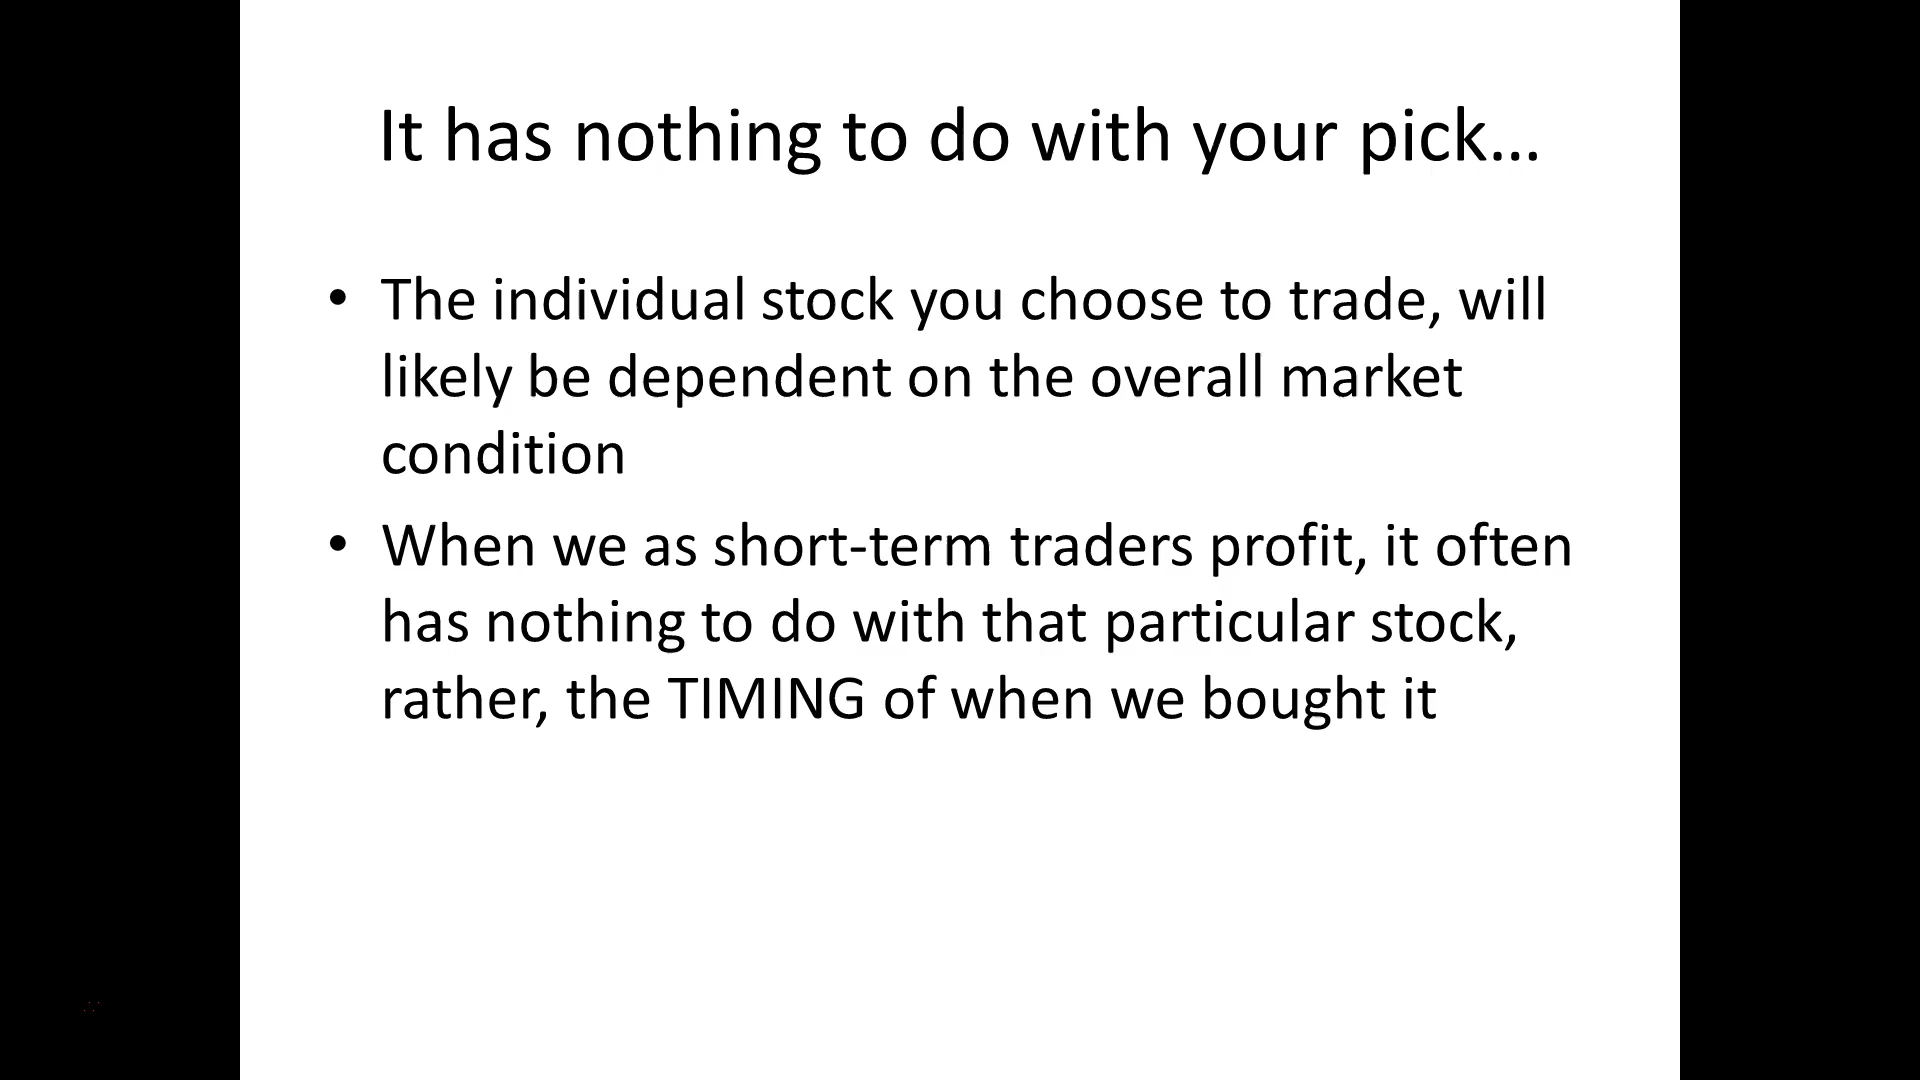 It has nothing to do with your pick...
• The individual stock you choose to trade, will
likely be dependent on the overall market
condition
• When we as short-term traders profit, it often
has nothing to do with that particular stock,
rather, the TIMING of when we bought it